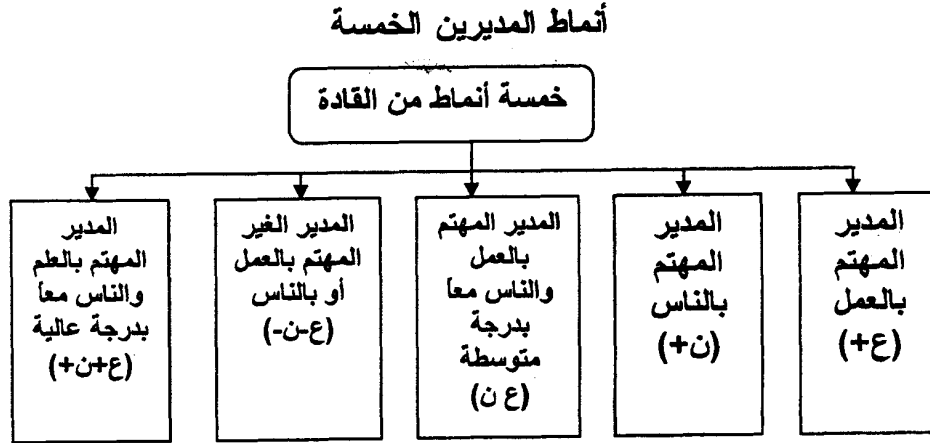 أنماط المديرين الخمسة
خمسة أنماط من القادة
المدير
المهتم
بالعمل
(ع+)
المدير
المهتم
بالناس
(ن+)
المدير المهتم
بالعمل
والناس معاً
بدرجة
متوسطة
(ع ن)
المدير الغير
المهتم بالعمل
أو بالناس
(ع-ن-)
المدير
المهتم بالعلم
والناس معاً
بدرجة عالية
(ع+ن+)